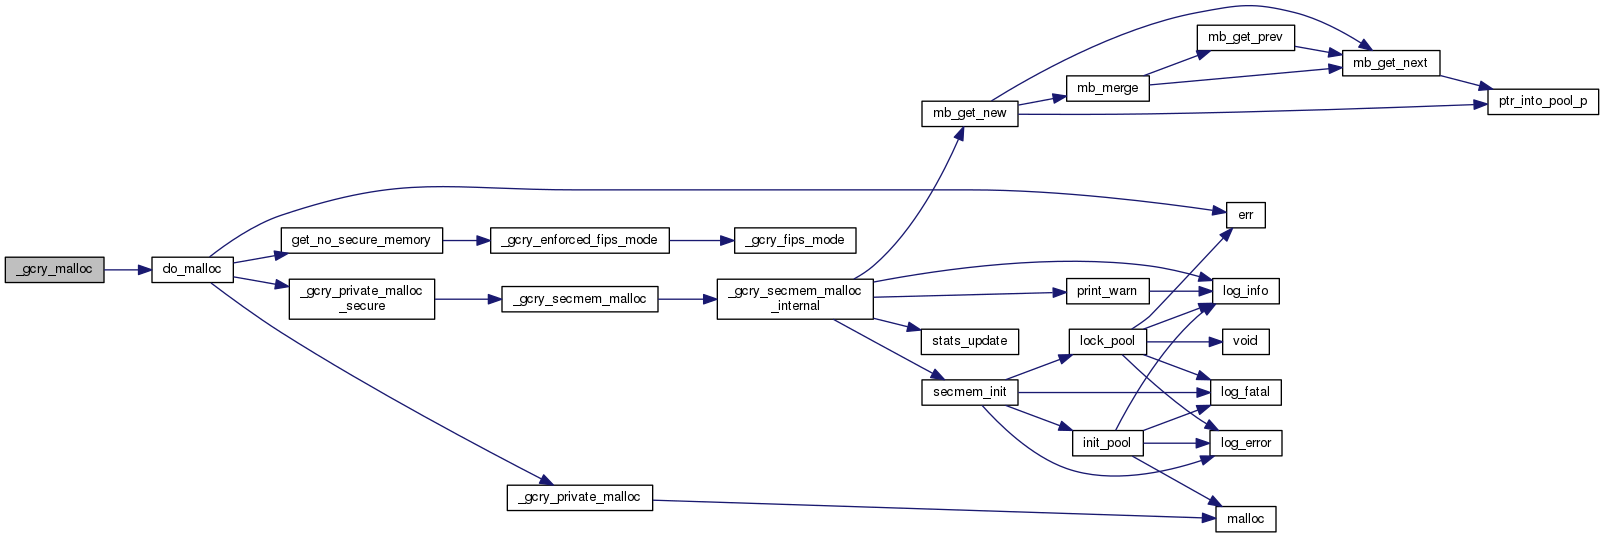 mb_get_prev
mb_get_next
mb_merge
ptr_into_pool_p
mb_get_new
err
get_no_secure_memory
_gcry_enforced_fips_mode
_gcry_fips_mode
_gcry_malloc
do_malloc
_gcry_private_malloc
_secure
_gcry_secmem_malloc
_gcry_secmem_malloc
_internal
print_warn
log_info
stats_update
lock_pool
void
secmem_init
log_fatal
init_pool
log_error
_gcry_private_malloc
malloc